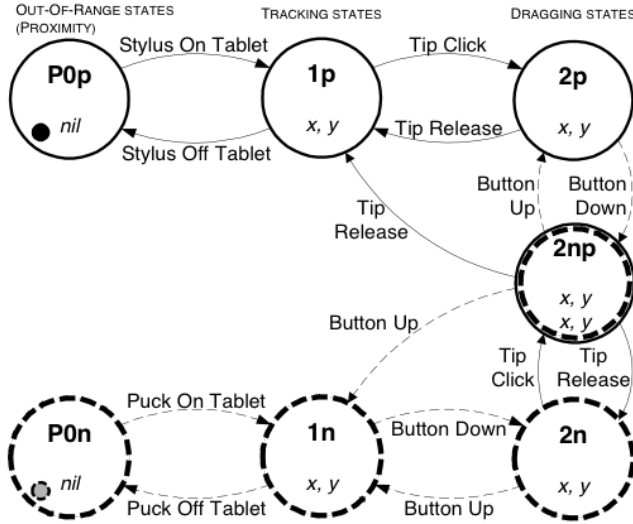 OUT-OF-RANGE STATES
(PROXIMITY)
TRACKING STATES
DRAGGING STATES
P0p
nil
Stylus On Tablet
Stylus Off Tablet
1p
x, y
Tip Click
Tip Release
2p
x, y
Button
Up
Button
Down
Tip
Release
2np
x, y
x, y
Button Up
Tip
Click
Tip
Release
P0n
nil
Puck On Tablet
Puck Off Tablet
1n
x, y
Button Down
Button Up
2n
x, y